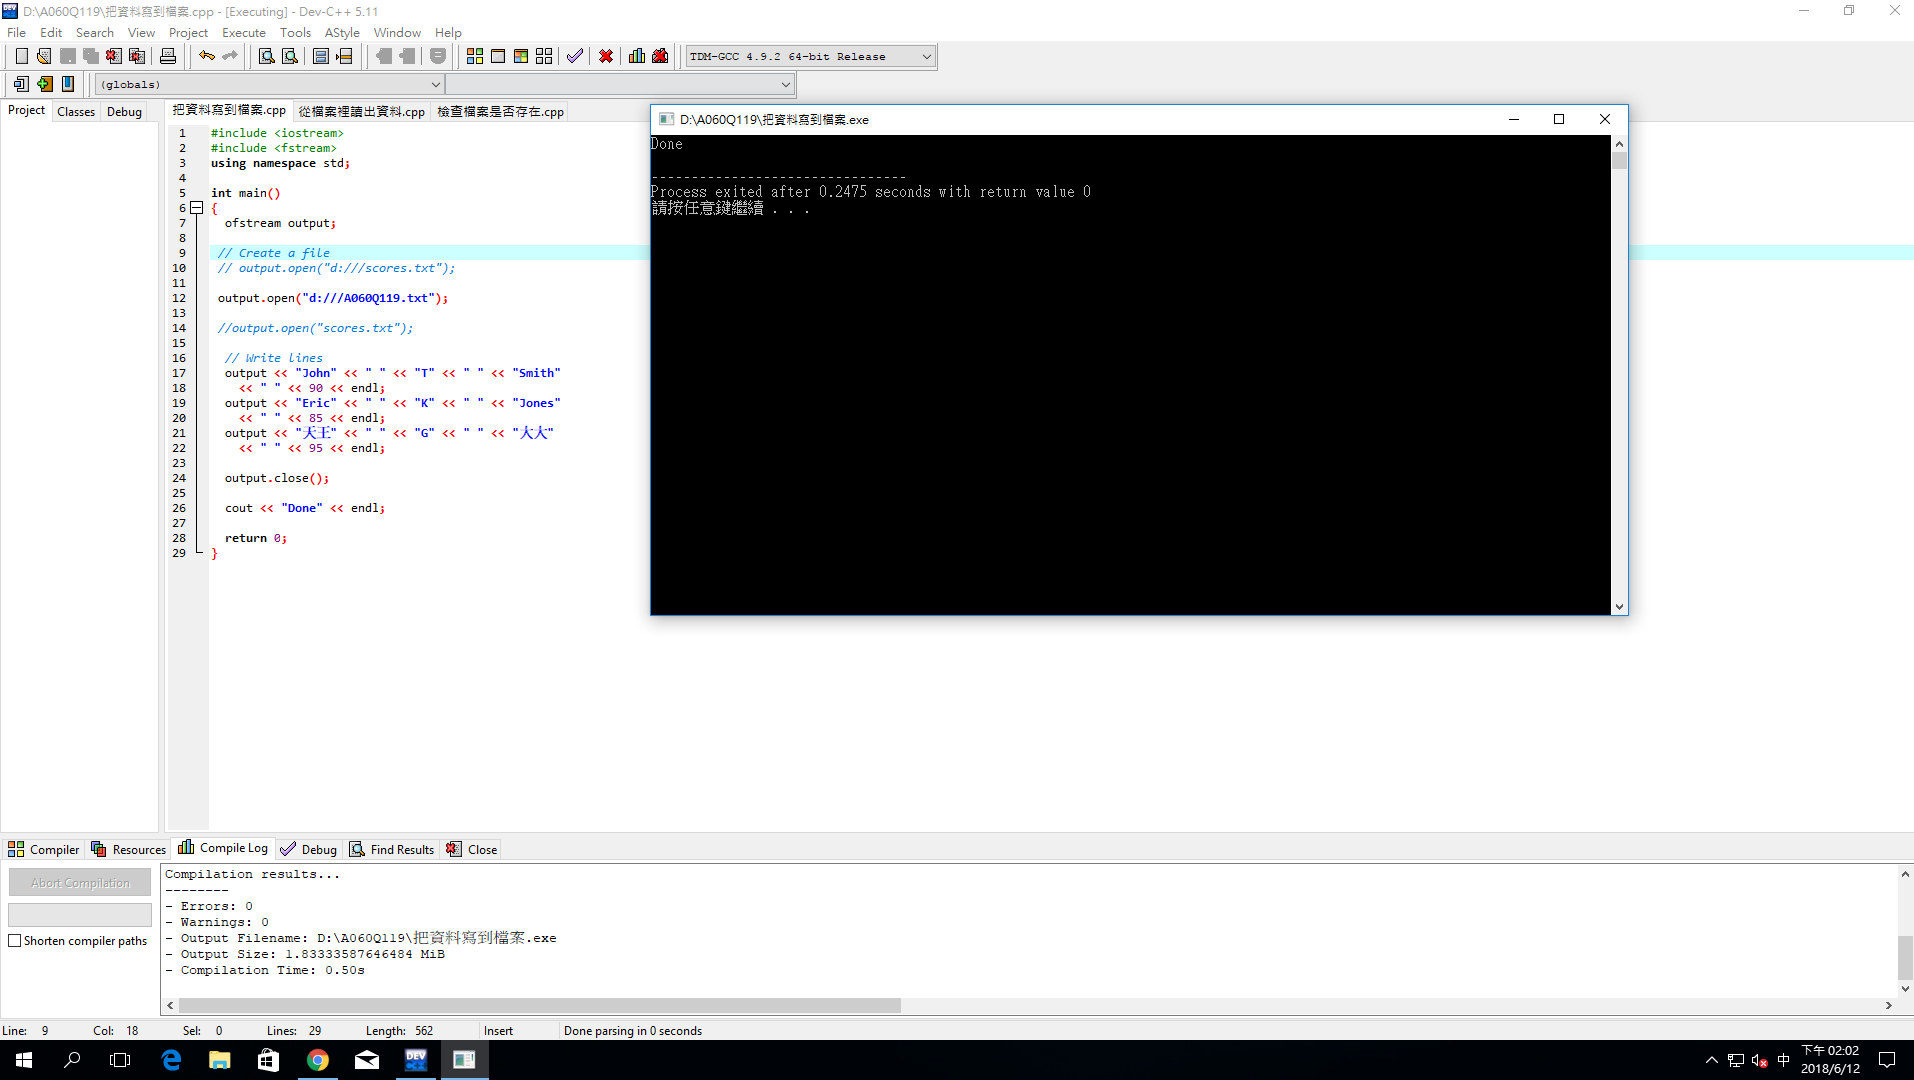 D:\A060Q119\把資料寫到檔案.cpp - [Executing] - Dev-C++ 5.11
File Edit Search View Project Execute Tools AStyle Window Help
TDM-GCC 4.9.2 64-bit Release
(globals)
Project Classes Debug
把資料寫到檔案.cpp 從檔案裡讀出資料.cpp 檢查檔案是否存在.cpp
1 #include <iostream>
2 #include <fstream>
3 using namespace std;
4
5 int main()
6 {
7 ofstream output;
8
9 // Create a file
10 // output.open("d:///scores.txt");
11
12 output.open("d:///A060Q119.txt");
13
14 //output.open("scores.txt");
15
16 // Write lines
17 output << "John" << " " << "T" << " " << "Smith"
18 << " " << 90 << endl;
19 output << "Eric" << " " << "K" << " " << "Jones"
20 << " " << 85 << endl;
21 output << "天王" << " " << "G" << " " << "大大"
22 << " " << 95 << endl;
23
24 output.close();
25
26 cout << "Done" << endl;
27
28 return 0;
29 }
D:\A060Q119\把資料寫到檔案.exe
Done
--------------------------------
Process exited after 0.2475 seconds with return value 0
請按任意鍵繼續 . . .
Compiler Resources Compile Log Debug Find Results Close
Abort Compilation
Shorten compiler paths
Compilation results...
--------
- Errors: 0
- Warnings: 0
- Output Filename: D:\A060Q119\把資料寫到檔案.exe
- Output Size: 1.83333587646484 MiB
- Compilation Time: 0.50s
Line: 9 Col: 18 Sel: 0 Lines: 29 Length: 562 Insert Done parsing in 0 seconds
DEV
中
下午 02:02
2018/6/12